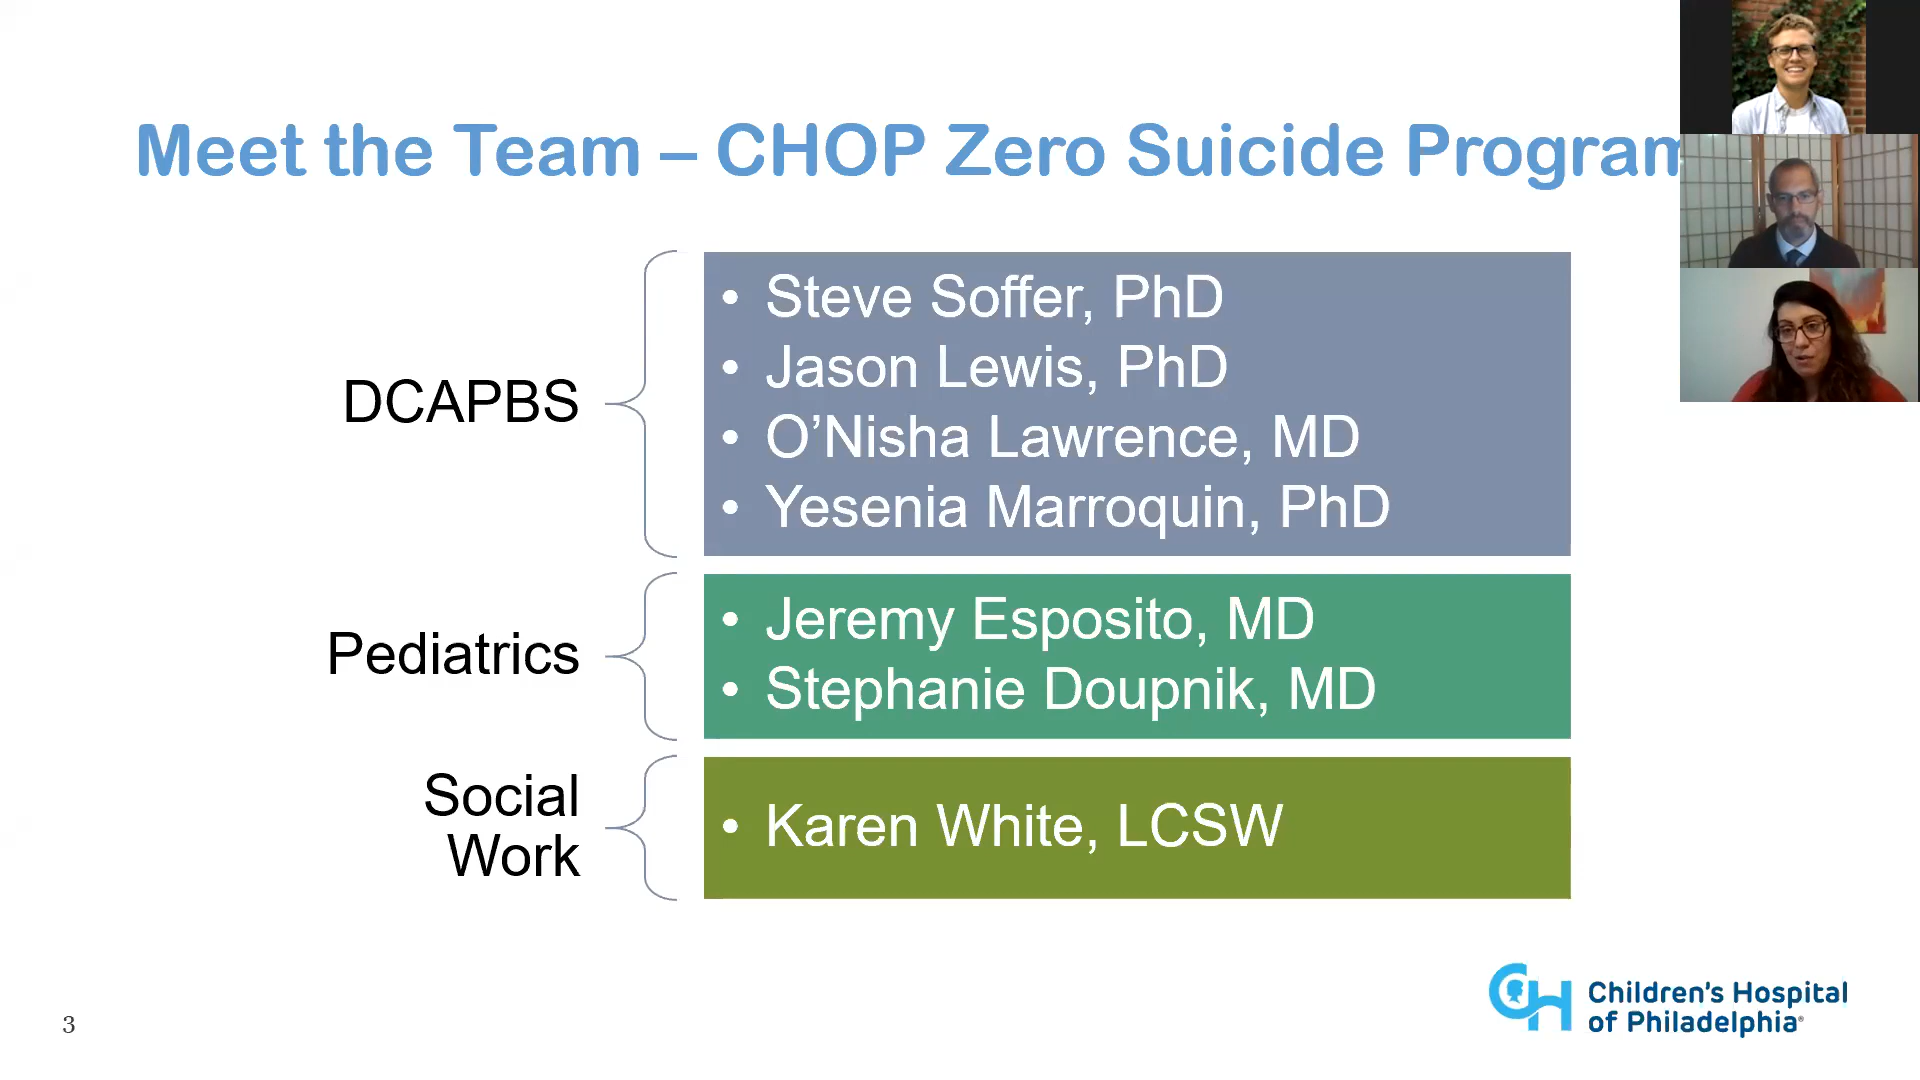 Meet the Team – CHOP Zero Suicide Program
DCAPBS
• Steve Soffer, PhD
• Jason Lewis, PhD
• O’Nisha Lawrence, MD
• Yesenia Marroquin, PhD
Pediatrics
• Jeremy Esposito, MD
• Stephanie Doupnik, MD
Social
Work
• Karen White, LCSW
3
CH
Children's Hospital
of Philadelphia®